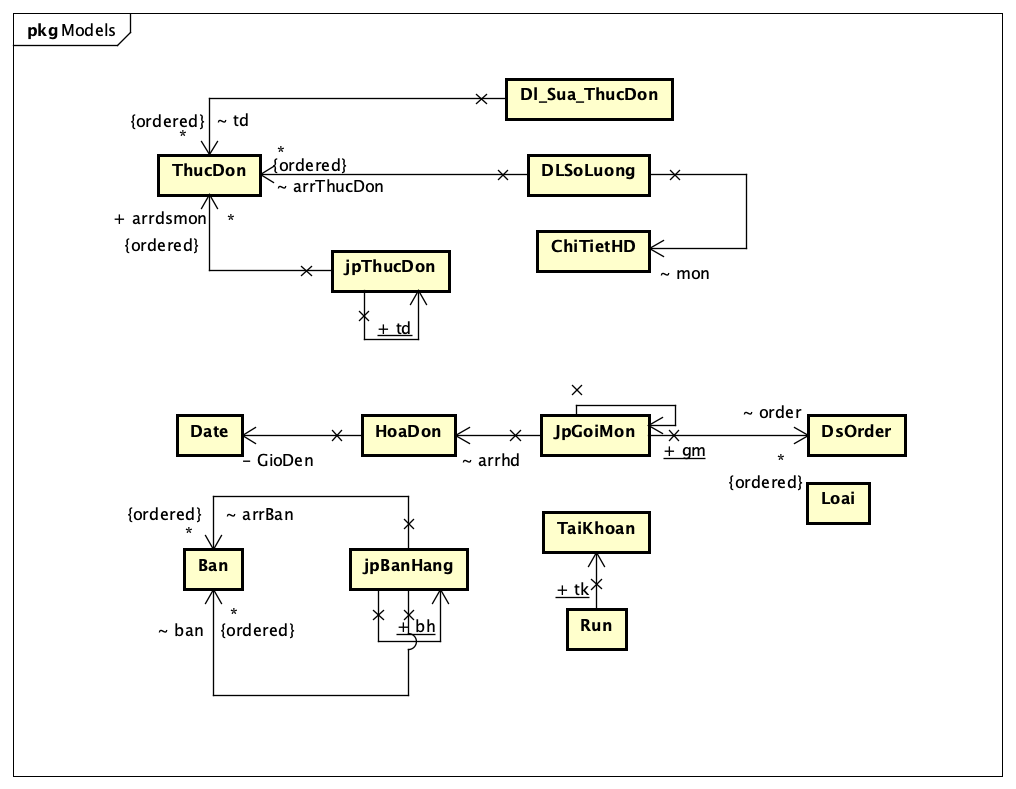 pkg Models
Dl_Sua_ThucDon
{ordered}
~ td
*
*
{ordered}
ThucDon
DLSoLuong
~ arrThucDon
+ arrdsmon
*
{ordered}
ChiTietHD
jpThucDon
~ mon
+ td
~ order
Date
HoaDon
JpGoiMon
DsOrder
+ gm
– GioDen
~ arrhd
*
{ordered}
Loai
{ordered}
~ arrBan
*
TaiKhoan
Ban
jpBanHang
+ tk
*
~ ban
{ordered}
+ bh
Run